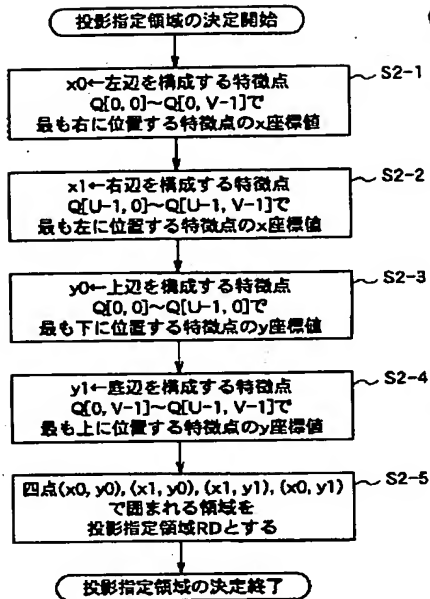 投影指定領域の決定開始
S2-1
x0←左辺を構成する特徴点
Q[0, 0]~Q[0, V-1]で
最も右に位置する特徴点のx座標値
S2-2
x1←右辺を構成する特徴点
Q[U-1, 0]~Q[U-1, V-1]で
最も左に位置する特徴点のx座標値
S2-3
y0←上辺を構成する特徴点
Q[0, 0]~Q[U-1, 0]で
最も下に位置する特徴点のy座標値
S2-4
y1←底辺を構成する特徴点
Q[0, V-1]~Q[U-1, V-1]で
最も上に位置する特徴点のy座標値
S2-5
四点(x0, y0), (x1, y0), (x1, y1), (x0, y1)
で囲まれる領域を
投影指定領域RDとする
投影指定領域の決定終了